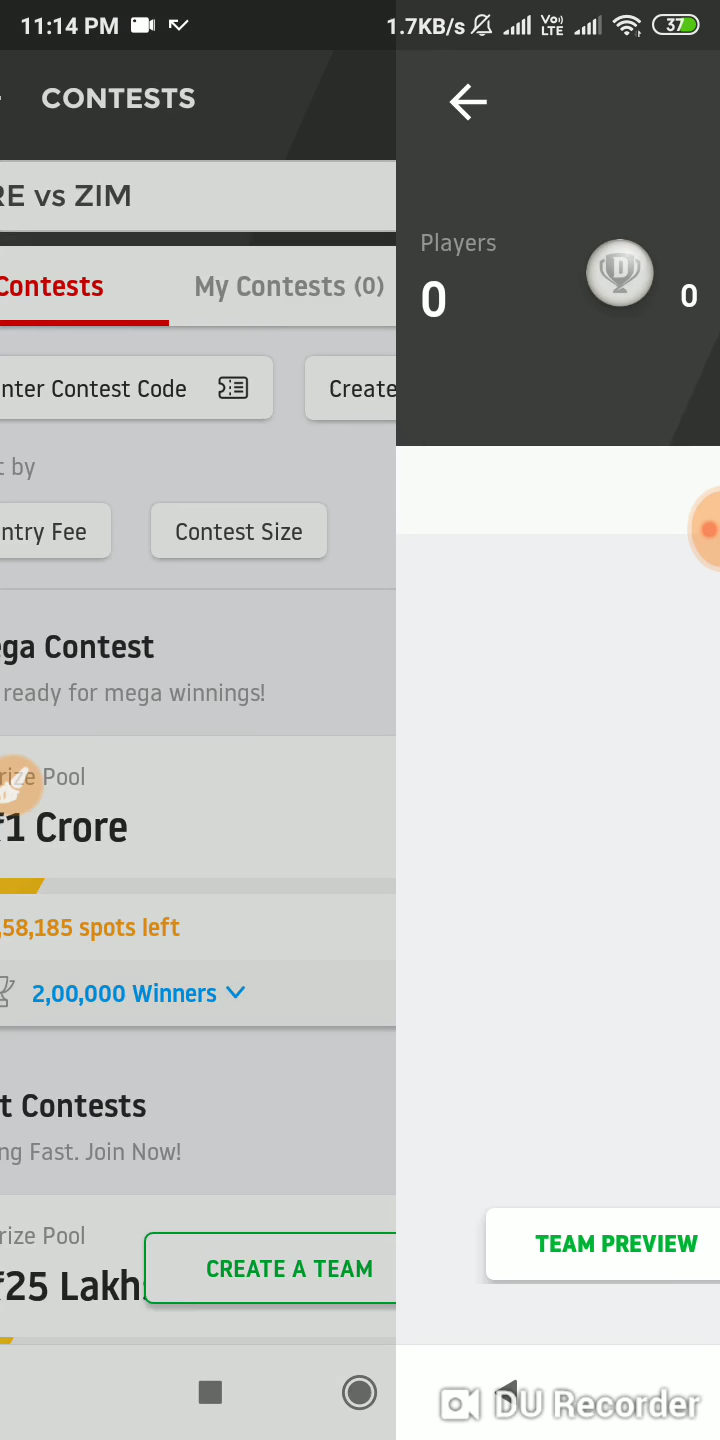 11:14 PM
1.7KB/s Vo) LTE 37
CONTESTS
RE vs ZIM
Contests
My Contests (0)
nter Contest Code
Create
t by
ntry Fee
Contest Size
ga Contest
ready for mega winnings!
rize Pool
₹1 Crore
,58,185 spots left
2,00,000 Winners
t Contests
ng Fast. Join Now!
rize Pool
₹25 Lakh
CREATE A TEAM
Players
0
D
0
TEAM PREVIEW
DU Recorder